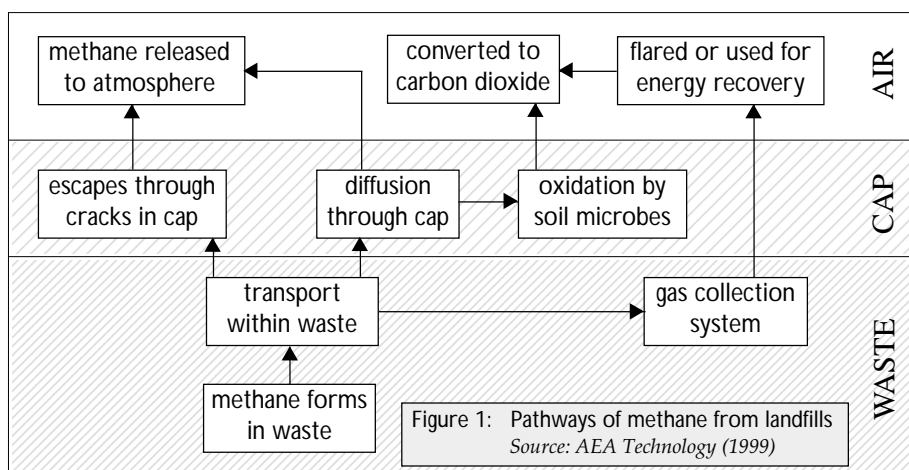 methane released
to atmosphere
converted to
carbon dioxide
flared or used for
energy recovery
AIR
escapes through
cracks in cap
diffusion
through cap
oxidation by
soil microbes
CAP
transport
within waste
gas collection
system
WASTE
methane forms
in waste
Figure 1: Pathways of methane from landfills
Source: AEA Technology (1999)